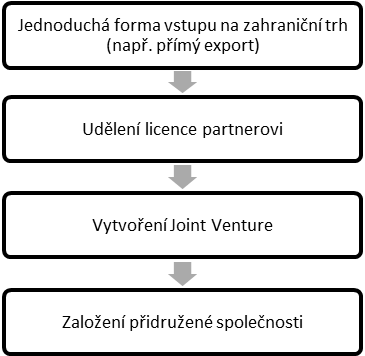 Jednoduchá forma vstupu na zahraniční trh
(např. přímý export)
Udělení licence partnerovi
Vytvoření Joint Venture
Založení přidružené společnosti